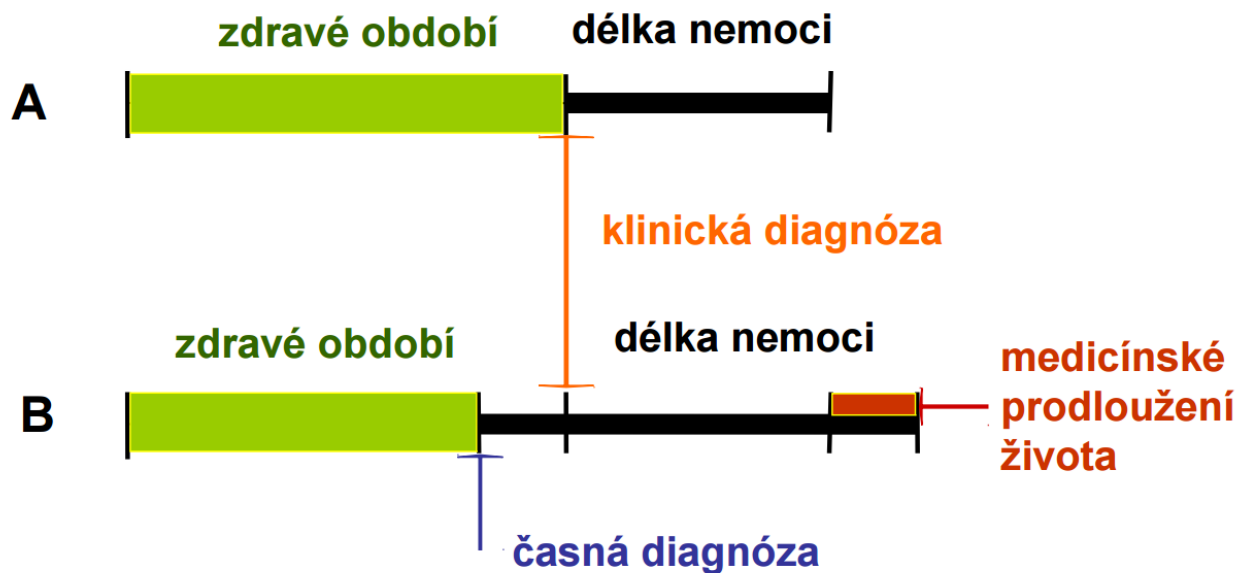 zdravé období
délka nemoci
A
klinická diagnóza
zdravé období
délka nemoci
B
medicínské
prodloužení
života
časná diagnóza